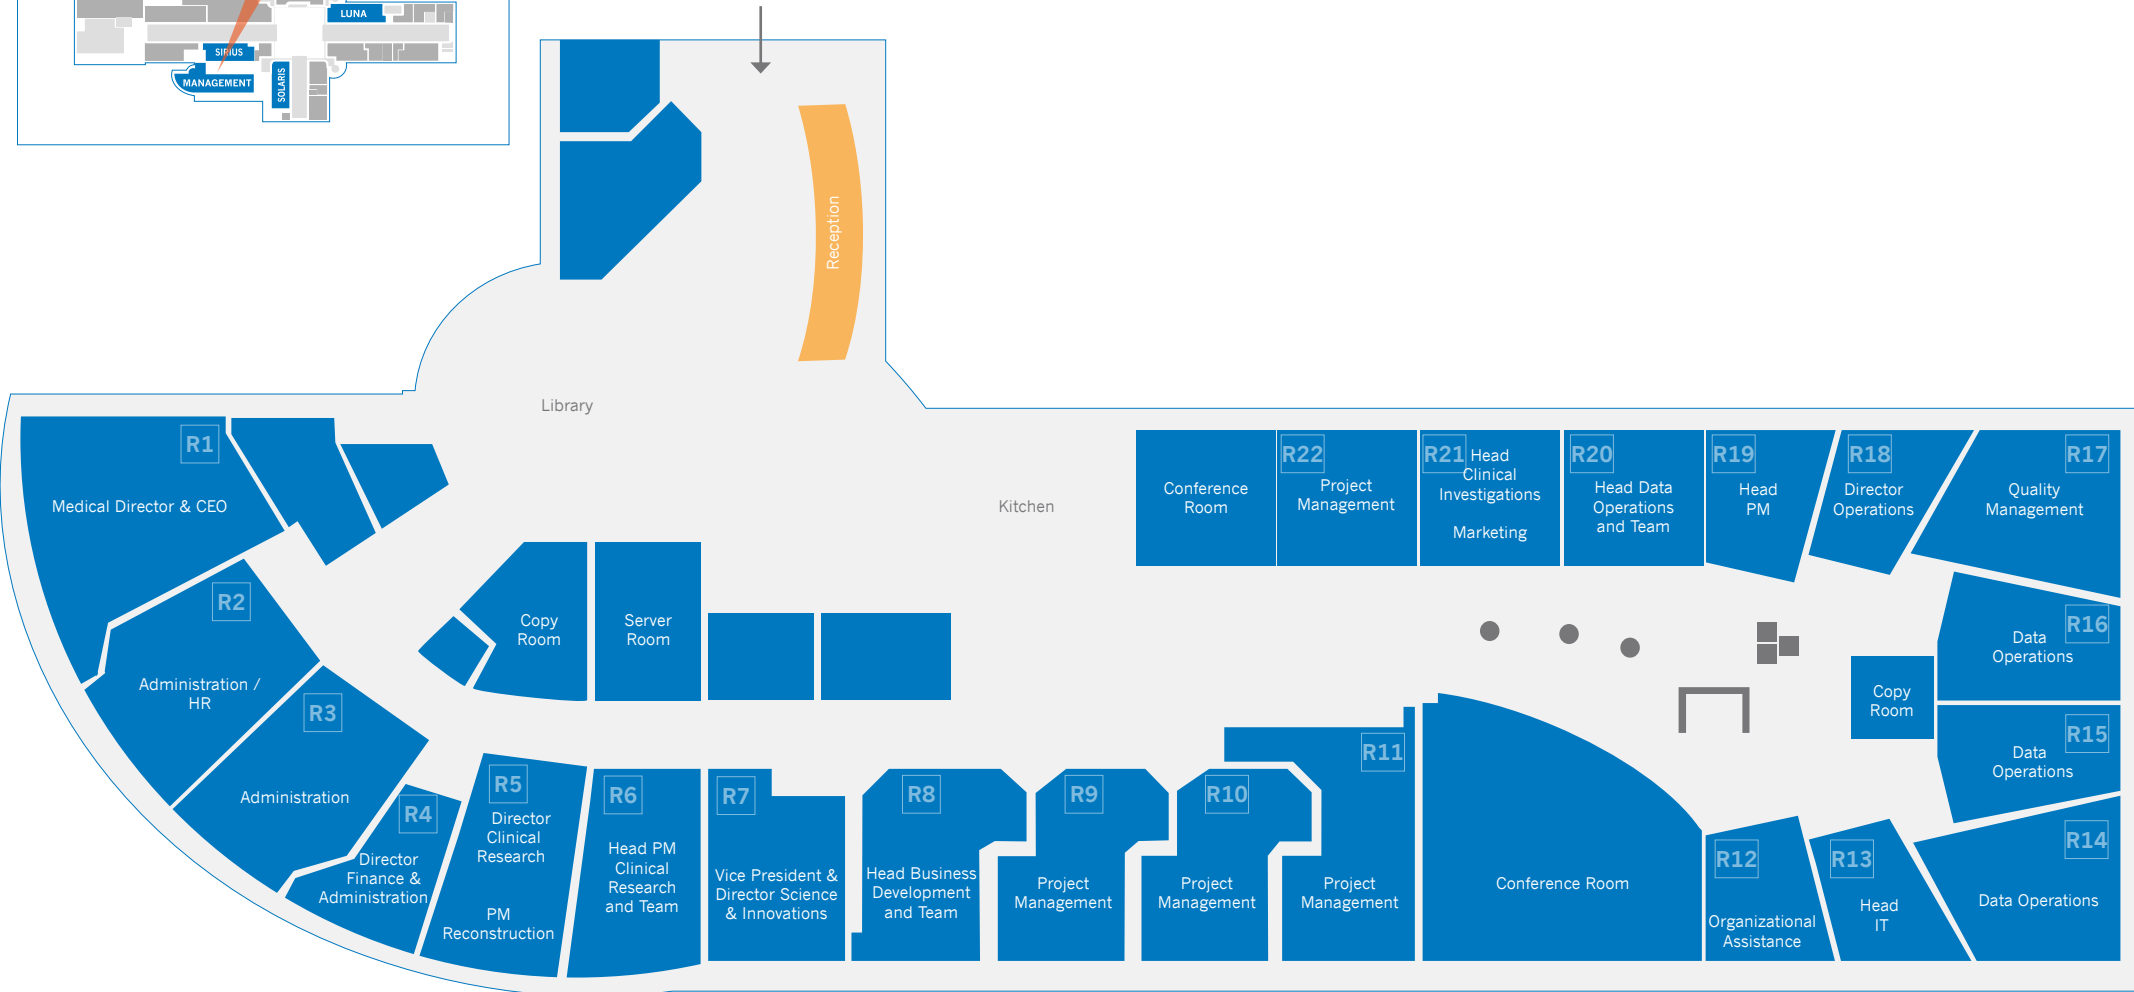 LUNA
SIRIUS
MANAGEMENT
SOLARIS
Reception
Library
Kitchen
R1
Medical Director & CEO
R2
Administration /
HR
R3
Administration
R4
Director
Finance &
Administration
R5
Director
Clinical
Research
PM
Reconstruction
R6
Head PM
Clinical
Research
and Team
R7
Vice President &
Director Science
& Innovations
R8
Head Business
Development
and Team
R9
Project
Management
R10
Project
Management
R11
Project
Management
Conference Room
R12
Organizational
Assistance
R13
Head
IT
R14
Data Operations
R15
Data
Operations
R16
Data
Operations
R17
Quality
Management
R18
Director
Operations
R19
Head
PM
R20
Head Data
Operations
and Team
R21
Head
Clinical
Investigations
Marketing
R22
Project
Management
Conference
Room
Copy
Room
Server
Room
Copy
Room